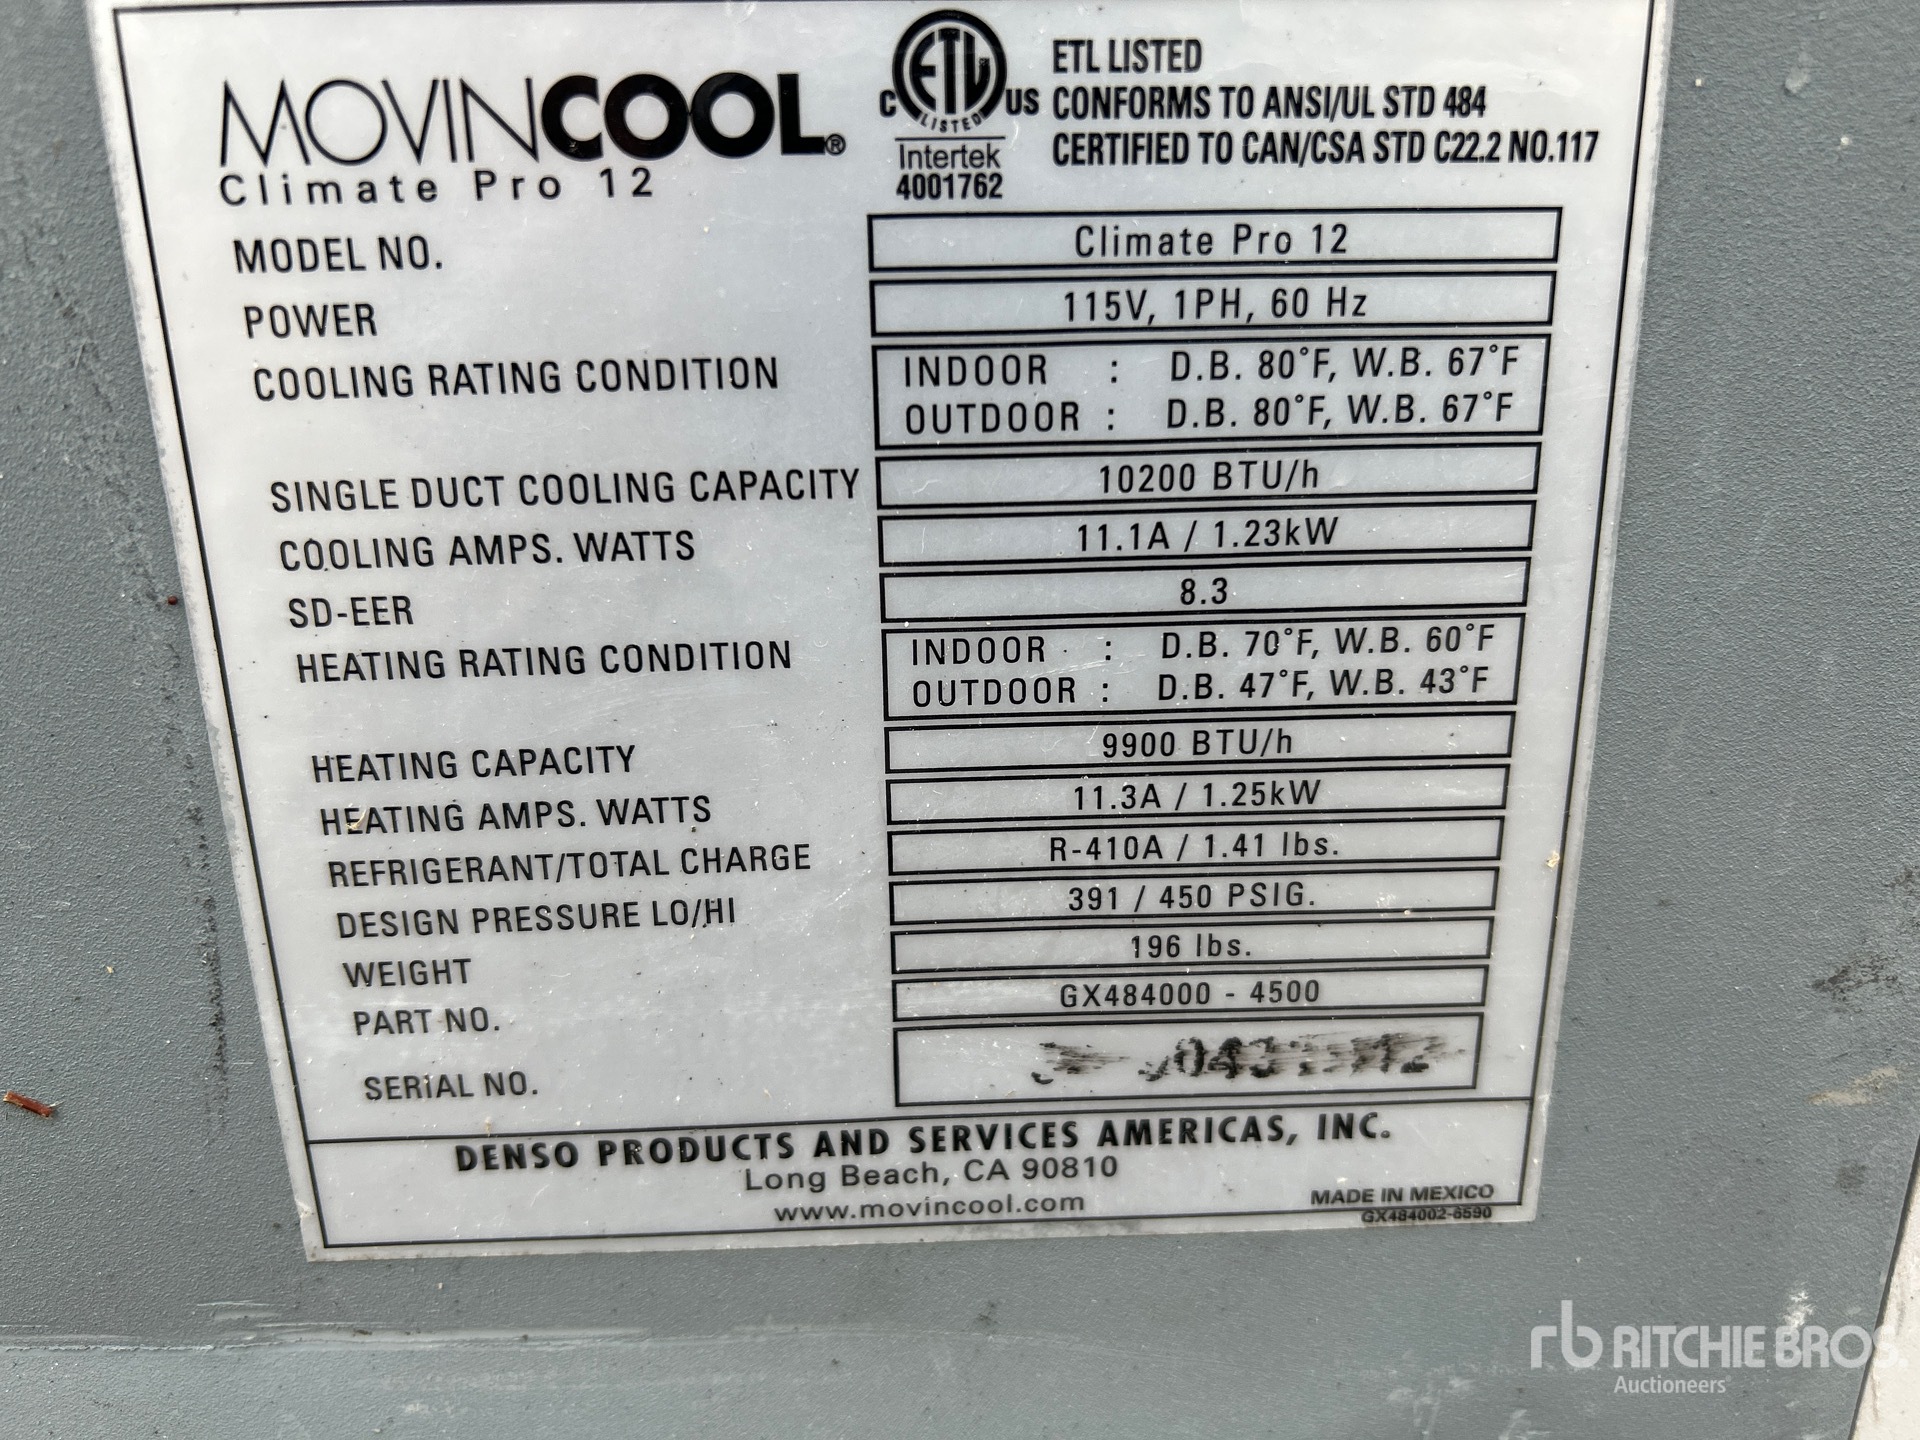 MOVINCOOL®
Climate Pro 12
C ETL US
LISTED
Intertek
4001762
ETL LISTED
CONFORMS TO ANSI/UL STD 484
CERTIFIED TO CAN/CSA STD C22.2 NO.117
MODEL NO. Climate Pro 12
POWER 115V, 1PH, 60 Hz
COOLING RATING CONDITION INDOOR : D.B. 80°F, W.B. 67°F
OUTDOOR : D.B. 80°F, W.B. 67°F
SINGLE DUCT COOLING CAPACITY 10200 BTU/h
COOLING AMPS. WATTS 11.1A / 1.23kW
SD-EER 8.3
HEATING RATING CONDITION INDOOR : D.B. 70°F, W.B. 60°F
OUTDOOR : D.B. 47°F, W.B. 43°F
HEATING CAPACITY 9900 BTU/h
HEATING AMPS. WATTS 11.3A / 1.25kW
REFRIGERANT/TOTAL CHARGE R-410A / 1.41 lbs.
DESIGN PRESSURE LO/HI 391 / 450 PSIG.
WEIGHT 196 lbs.
PART NO. GX484000 - 4500
SERIAL NO.
DENSO PRODUCTS AND SERVICES AMERICAS, INC.
Long Beach, CA 90810
www.movincool.com
MADE IN MEXICO
GX484002-6590
rb RITCHIE BROS.
Auctioneers